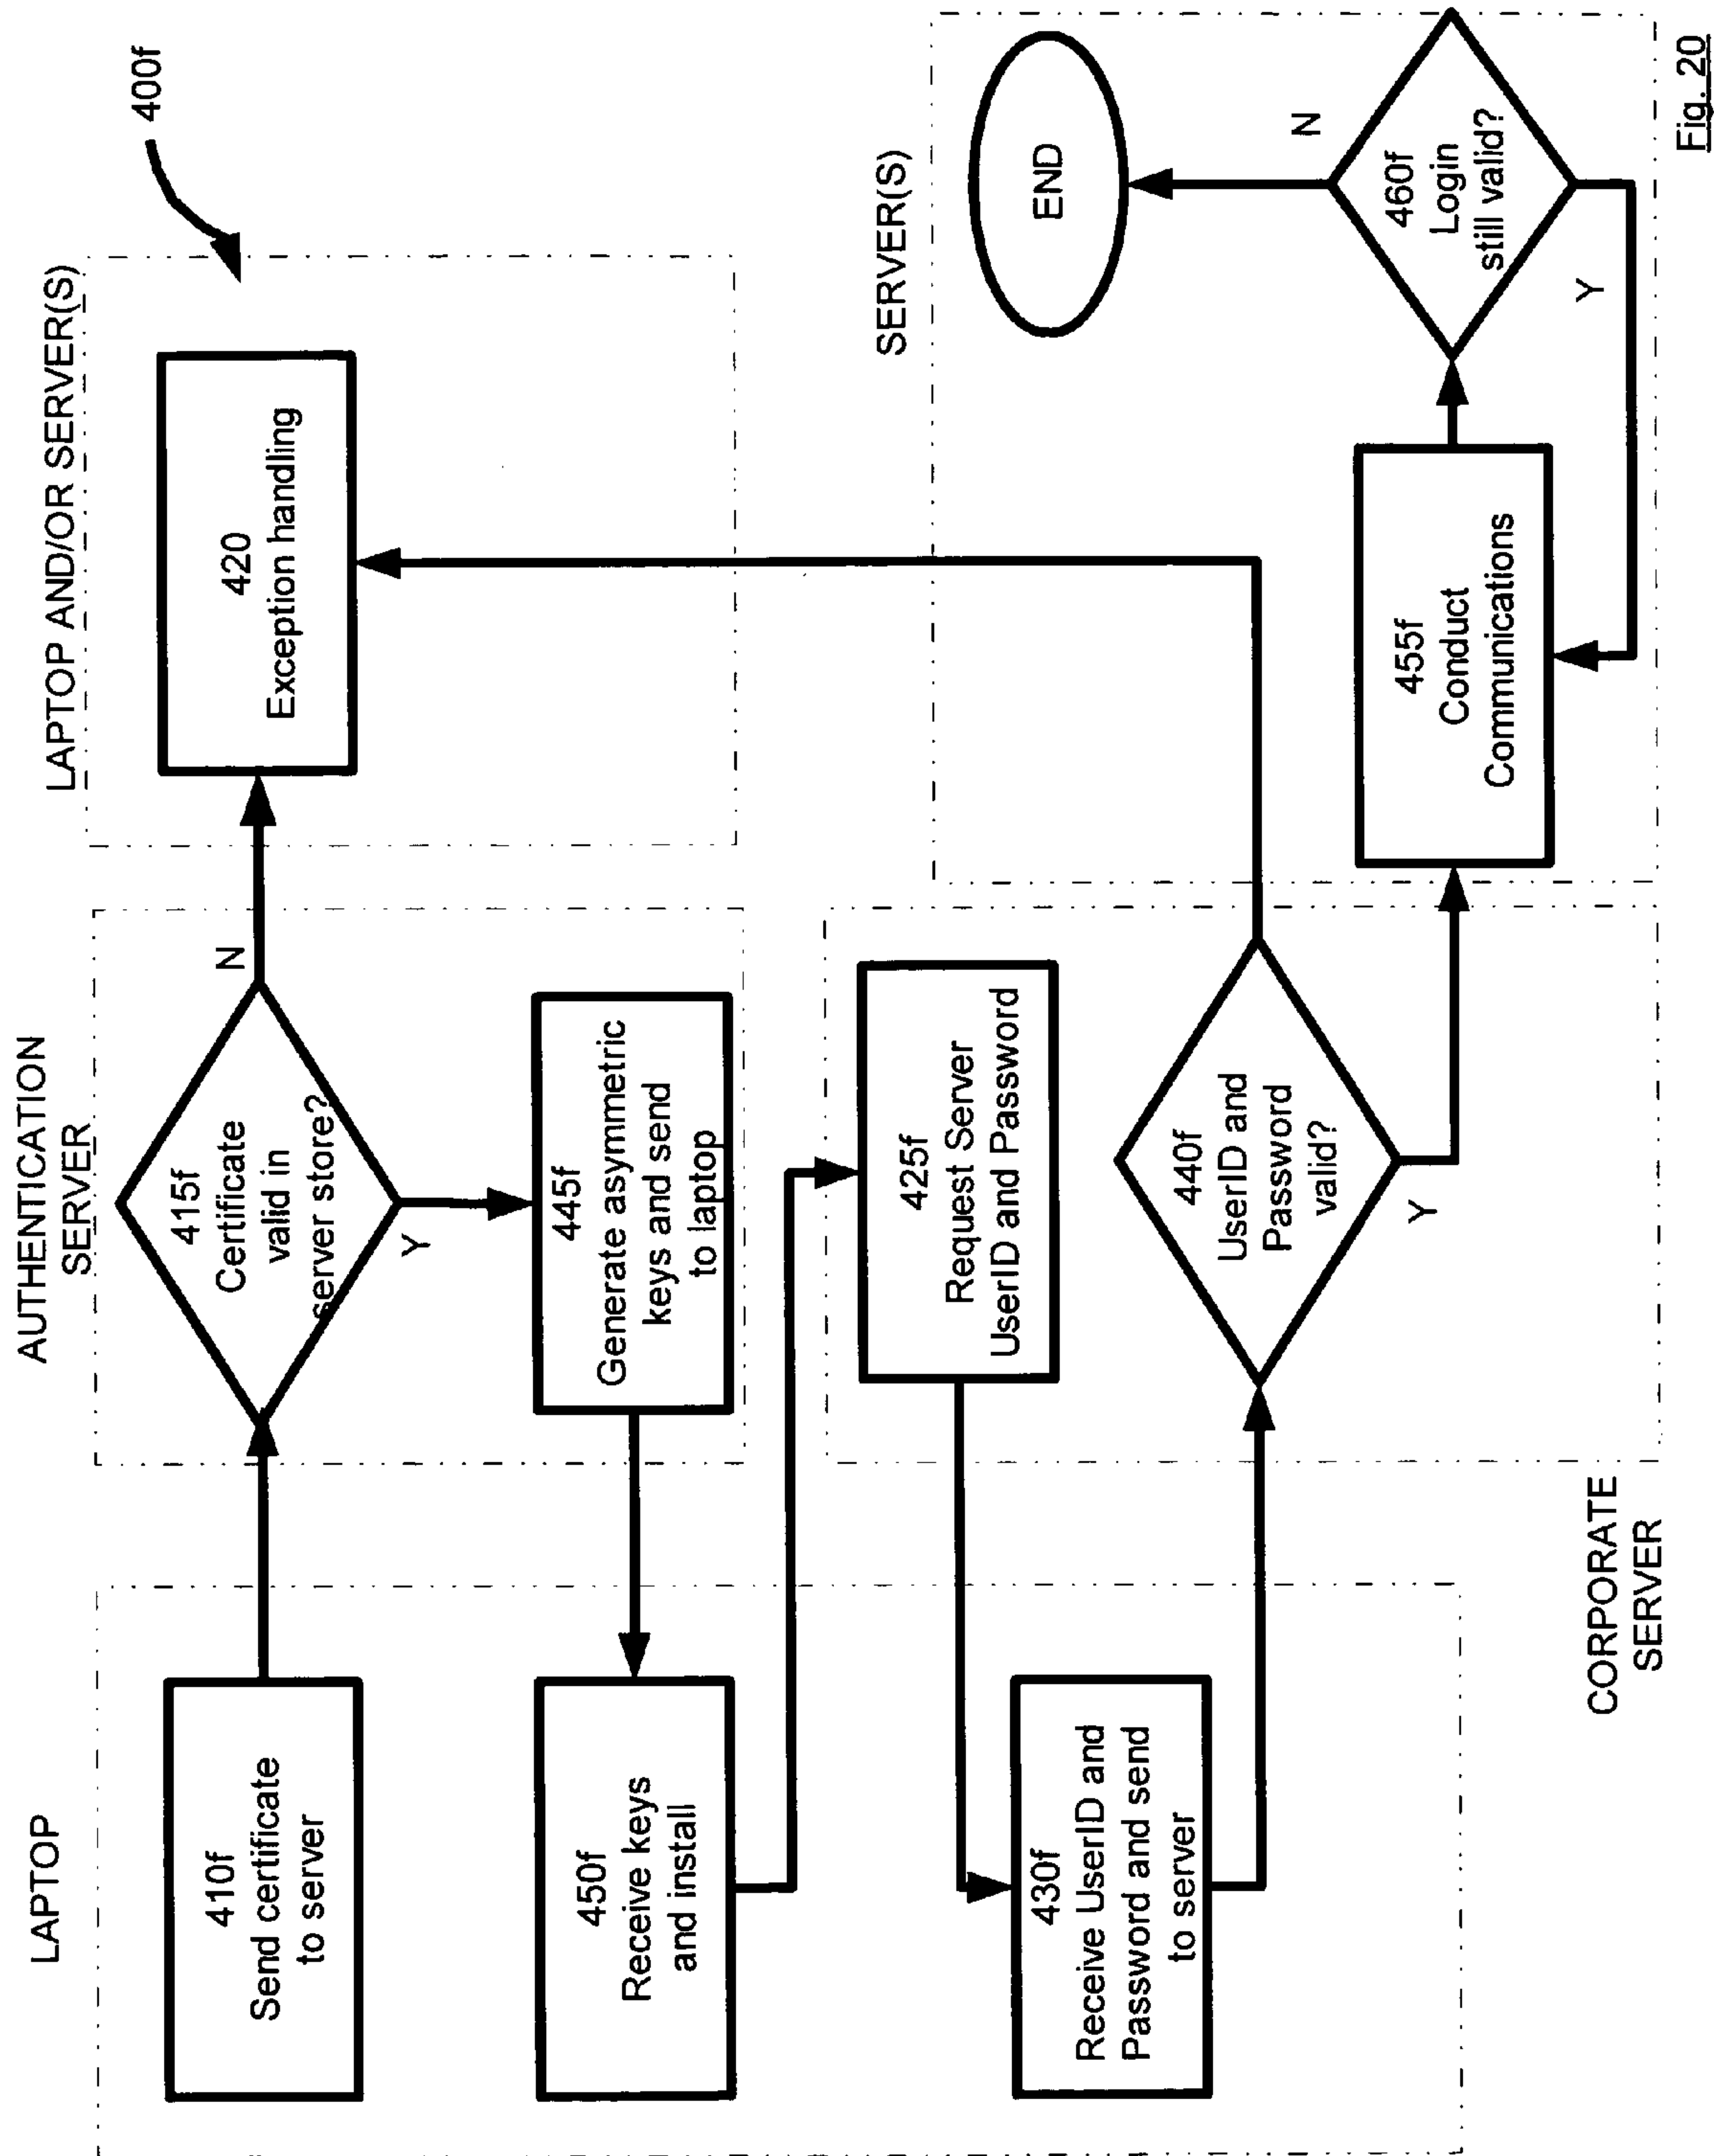 400f
LAPTOP
AUTHENTICATION
SERVER
LAPTOP AND/OR SERVER(S)
410f
Send certificate
to server
415f
Certificate
valid in
server store?
N
Y
420
Exception handling
450f
Receive keys
and install
445f
Generate asymmetric
keys and send
to laptop
SERVER(S)
425f
Request Server
UserID and Password
END
430f
Receive UserID and
Password and send
to server
440f
UserID and
Password
valid?
Y
455f
Conduct
Communications
460f
Login
still valid?
N
Y
CORPORATE
SERVER
Fig. 20